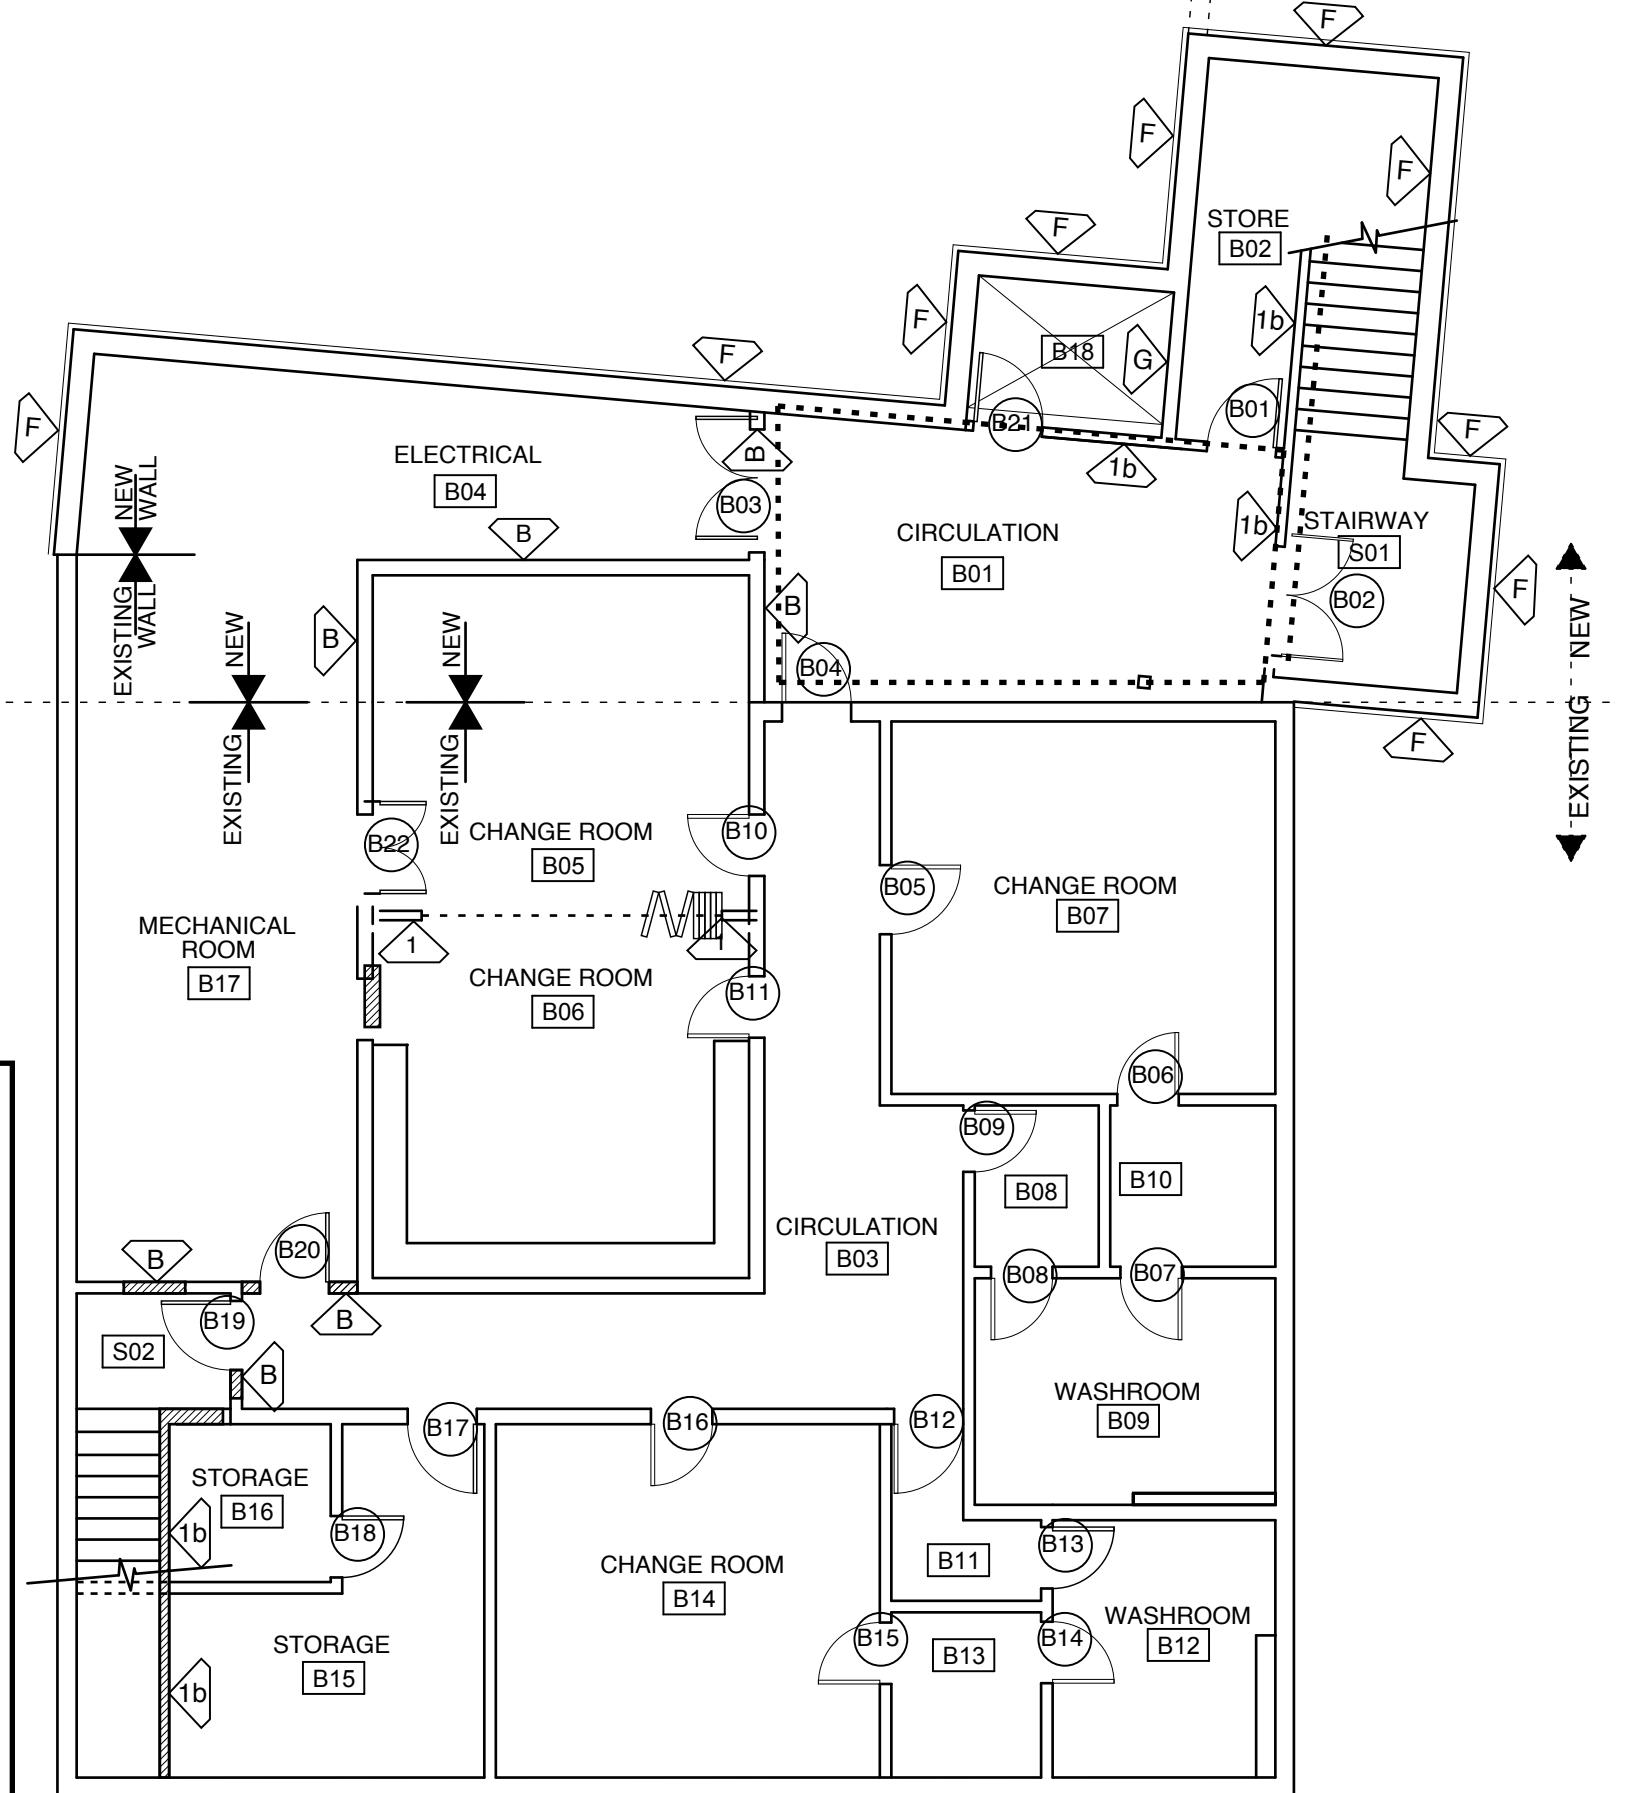 F
F
F
STORE
B02
F
F
1b
B18
G
F
F
F
B01
F
B21
ELECTRICAL
B04
B
1b
NEW
WALL
B03
B
CIRCULATION
B01
1b
STAIRWAY
S01
EXISTING
WALL
B
B
B02
F
NEW
NEW
NEW
B04
EXISTING
EXISTING
EXISTING
F
B22
CHANGE ROOM
B05
B10
B05
CHANGE ROOM
B07
MECHANICAL
ROOM
B17
1
1
CHANGE ROOM
B06
B11
B06
B09
B08
B10
CIRCULATION
B03
B
B20
B08
B07
B19
B
S02
B
WASHROOM
B09
B17
B16
B12
STORAGE
B16
1b
B18
CHANGE ROOM
B14
B11
B13
STORAGE
B15
B15
B13
B14
WASHROOM
B12
1b